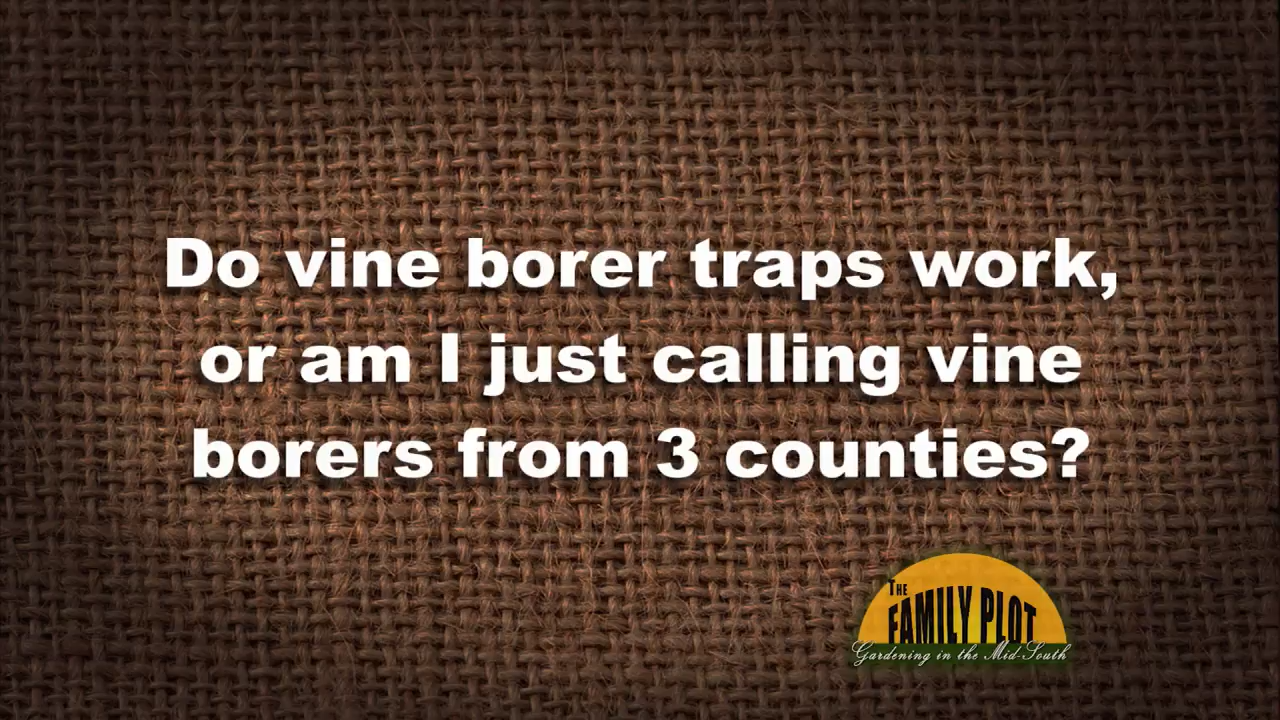 Do vine borer traps work,
or am I just calling vine
borers from 3 counties?
THE
FAMILY PLOT
Gardening in the Mid-South